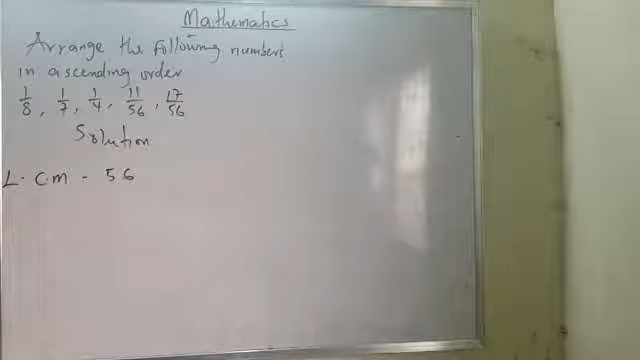 Mathematics
Arrange the following numbers
in ascending order
1/8, 1/7, 1/4, 11/56, 17/56
Solution
L.C.M - 56